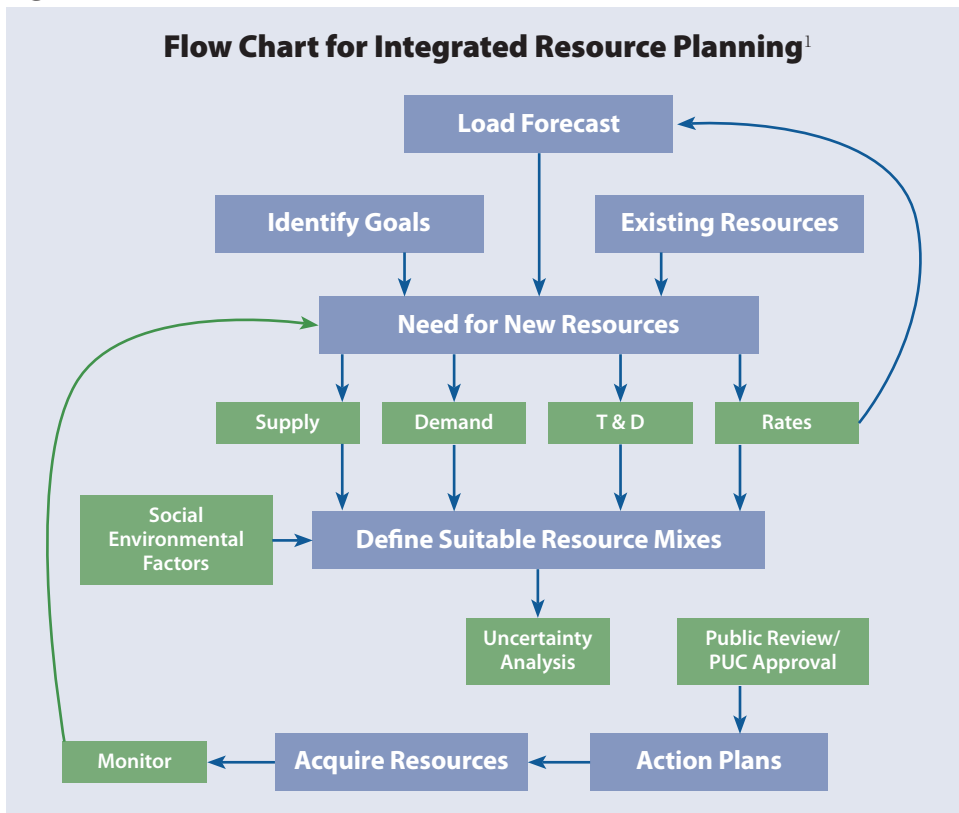 Flow Chart for Integrated Resource Planning1
Load Forecast
Identify Goals
Existing Resources
Need for New Resources
Supply
Demand
T & D
Rates
Social
Environmental
Factors
Define Suitable Resource Mixes
Uncertainty
Analysis
Public Review/
PUC Approval
Monitor
Acquire Resources
Action Plans